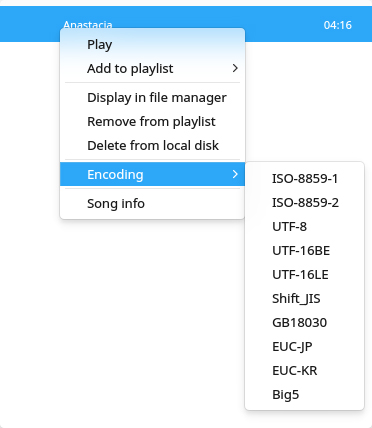 Anastacia 04:16
Play
Add to playlist
Display in file manager
Remove from playlist
Delete from local disk
Encoding
Song info
ISO-8859-1
ISO-8859-2
UTF-8
UTF-16BE
UTF-16LE
Shift_JIS
GB18030
EUC-JP
EUC-KR
Big5